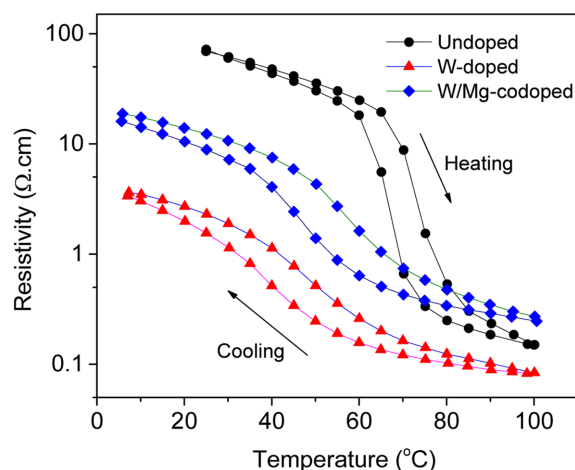 100
10
1
0.1
Resistivity (Ω.cm)
Undoped
W-doped
W/Mg-codoped
Heating
Cooling
0 20 40 60 80 100
Temperature (°C)